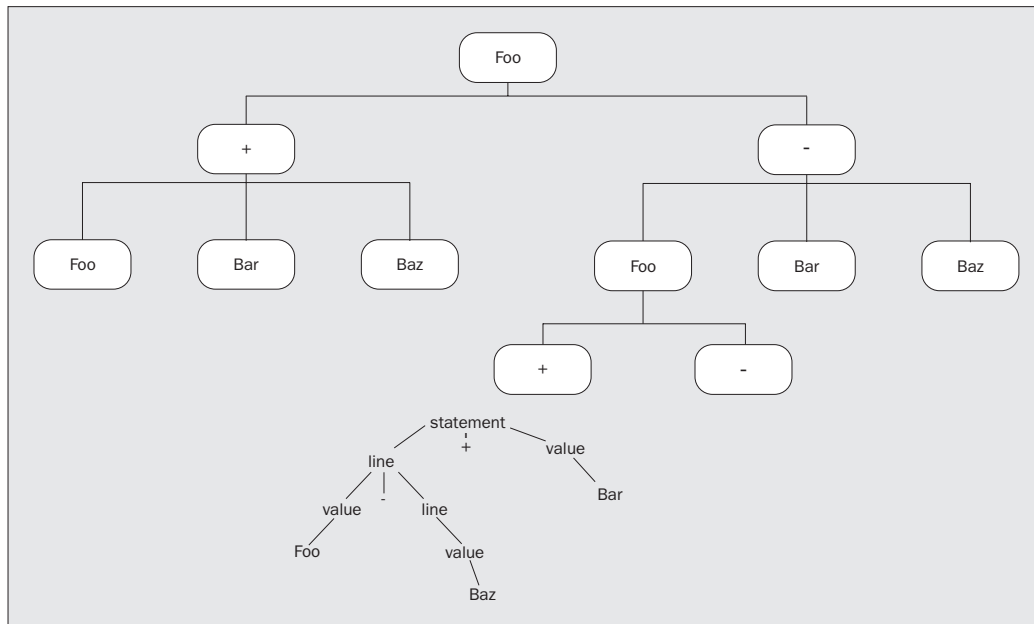 Foo
+ -
Foo Bar Baz Foo Bar Baz
+ -
statement
+
value
line
Bar
-
value line
Foo value
Baz